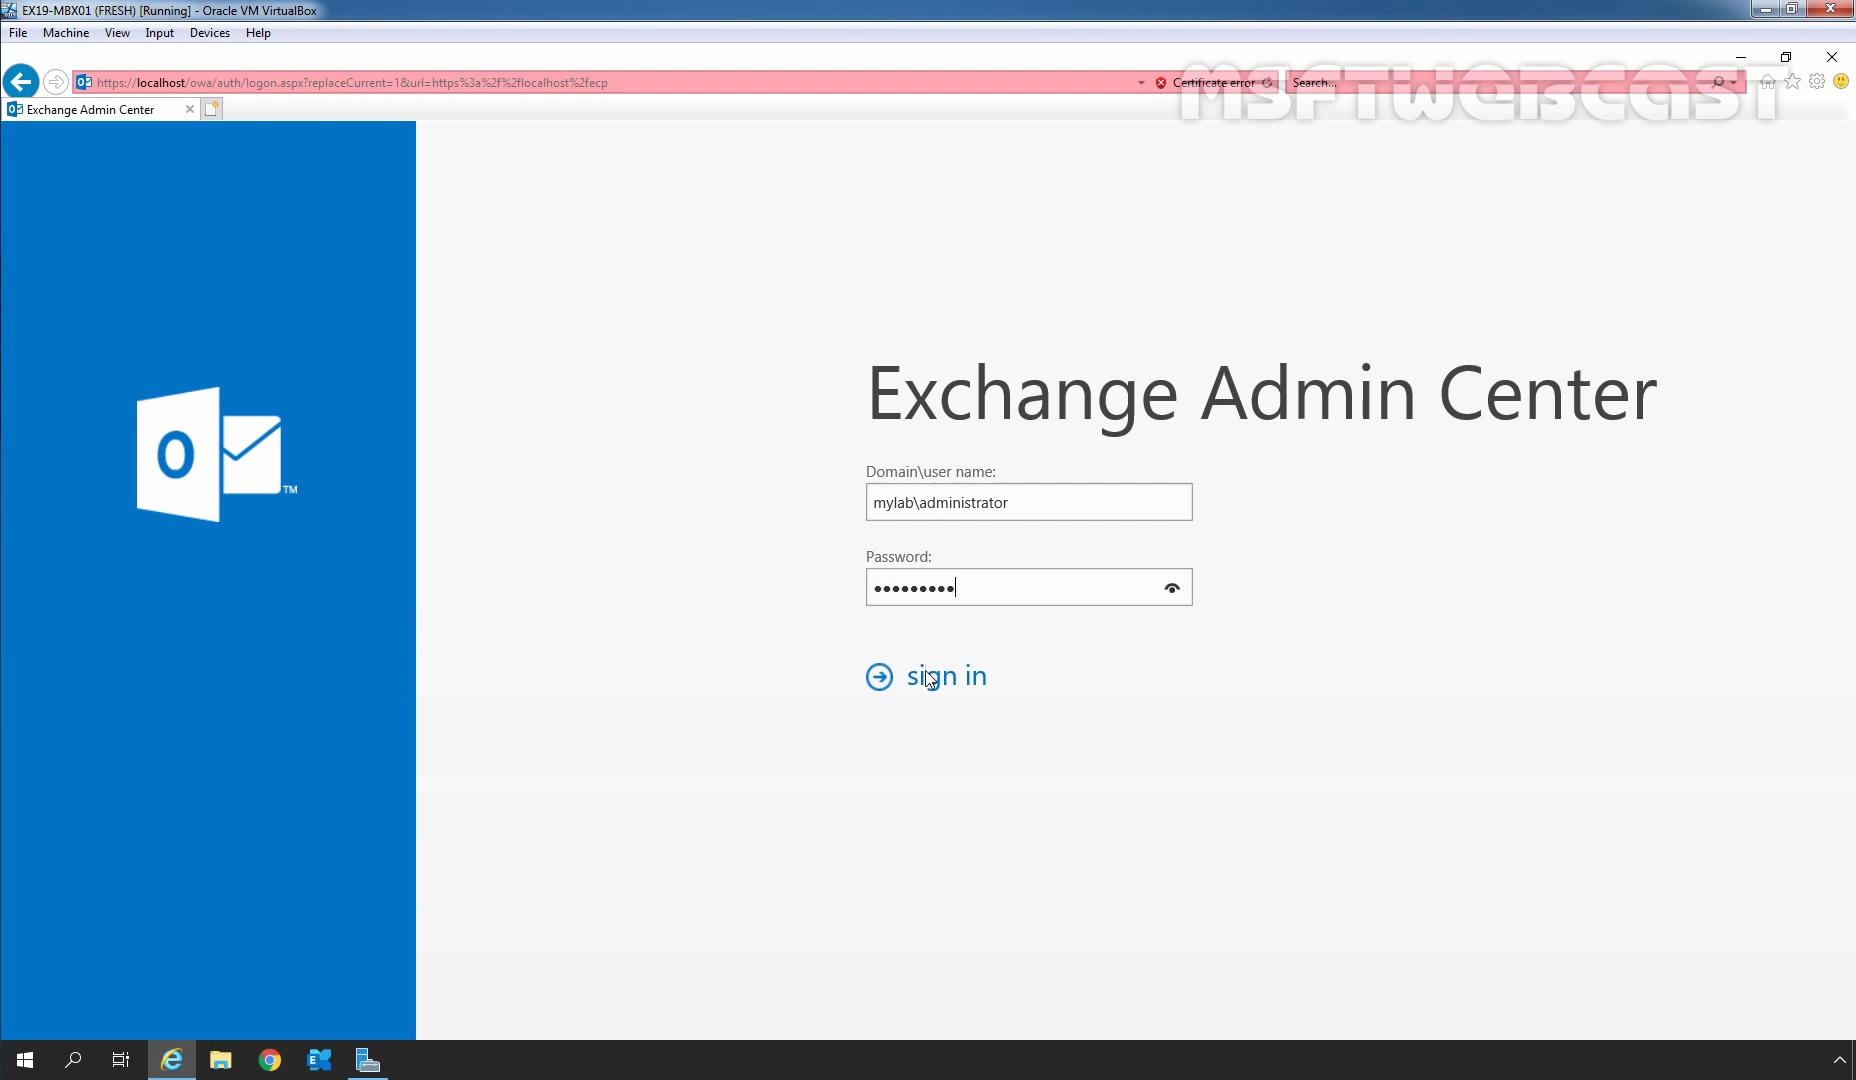 EX19-MBX01 (FRESH) [Running] - Oracle VM VirtualBox
File Machine View Input Devices Help
https://localhost/owa/auth/logon.aspx?replaceCurrent=1&url=https%3a%2f%2flocalhost%2fecp
Certificate error
Search...
MSFTWEBCAST
Exchange Admin Center
O
TM
Exchange Admin Center
Domain\user name:
mylab\administrator
Password:
sign in